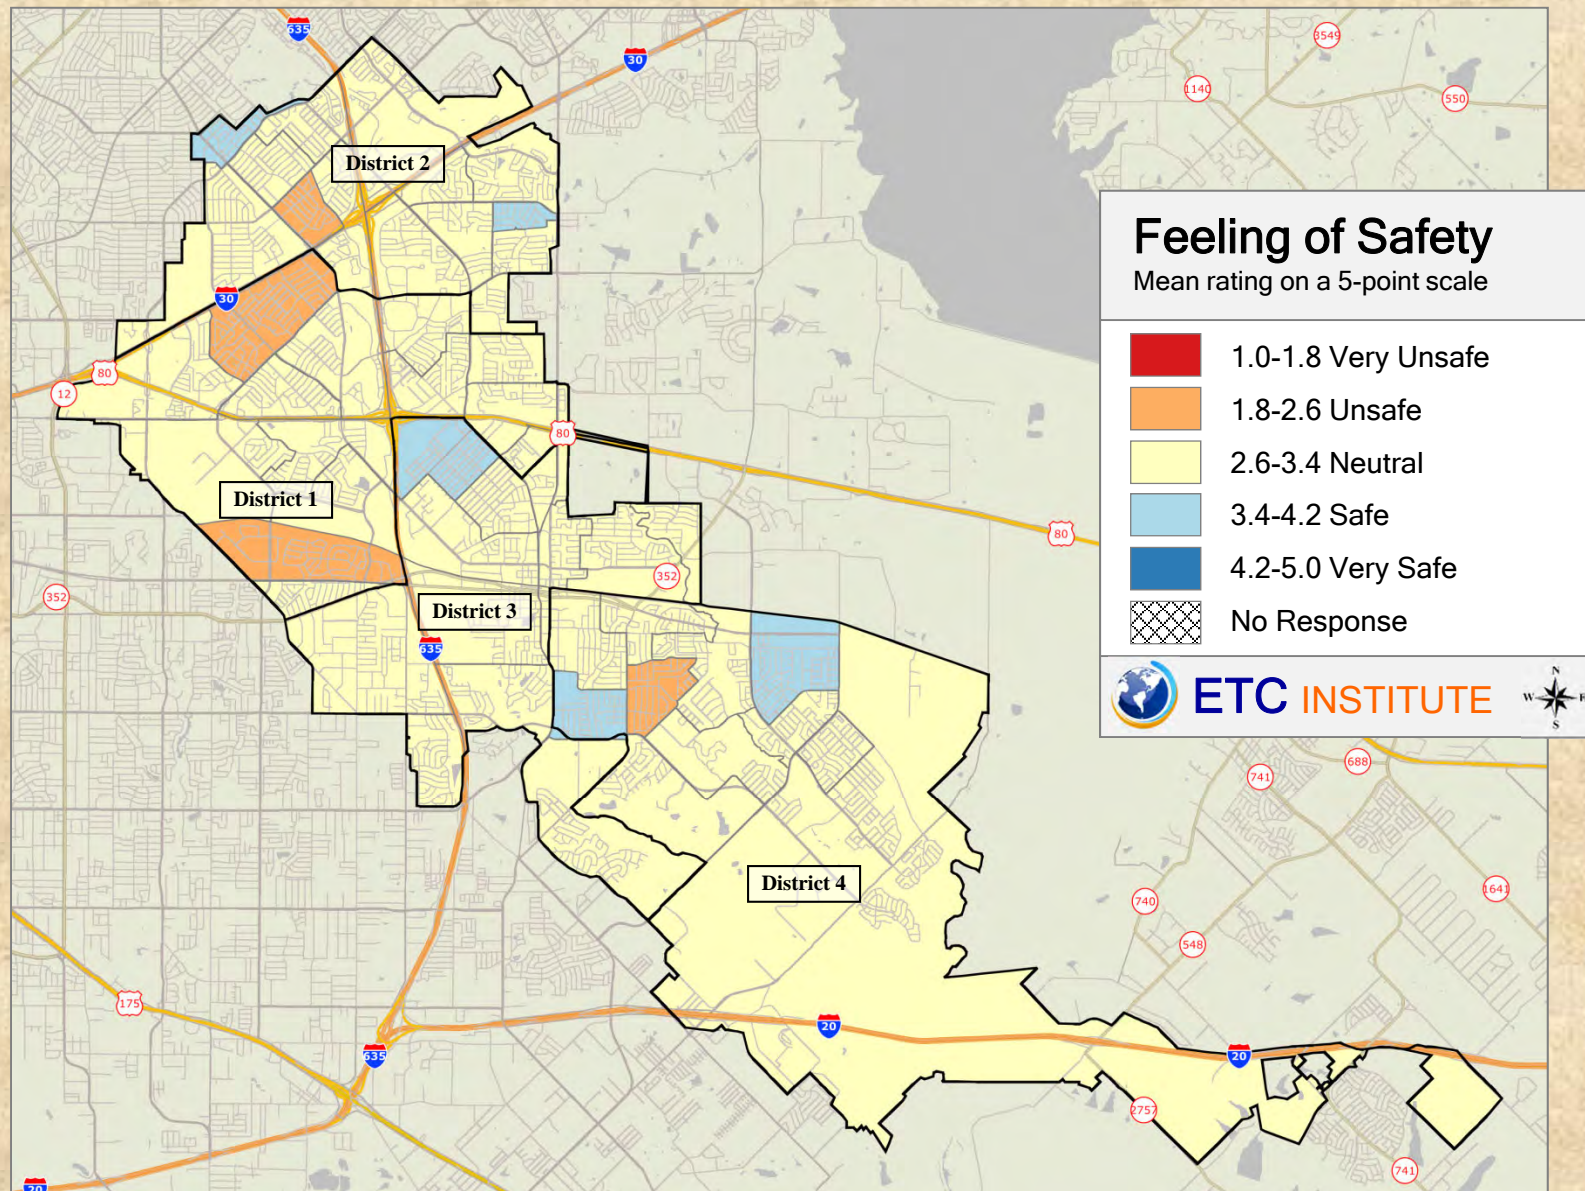 635
30
3549
1140
550
District 2
Feeling of Safety
Mean rating on a 5-point scale
30
80
12
1.0-1.8 Very Unsafe
1.8-2.6 Unsafe
2.6-3.4 Neutral
3.4-4.2 Safe
4.2-5.0 Very Safe
No Response
80
District 1
80
352
352
District 3
635
ETC INSTITUTE
N
W
E
S
688
741
District 4
1641
740
548
175
20
635
20
2757
741
20